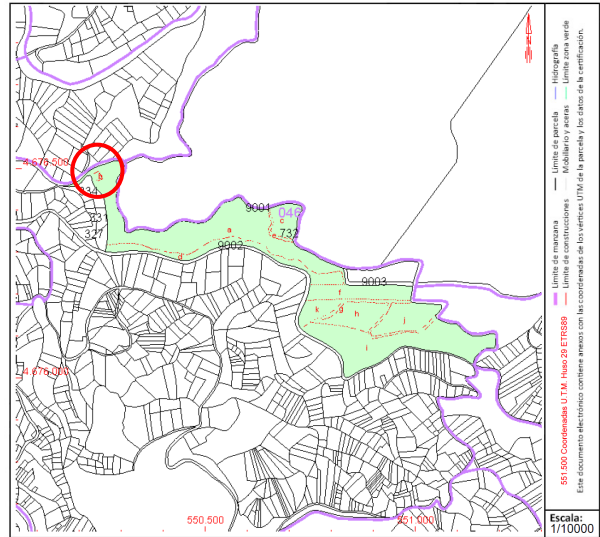 4.676.500
b
334
331
327
9001
046
a
c
e
732
9002
d
9003
f
k
g
h
j
i
4.676.000
550.500
551.000
Límite de manzana
Límite de parcela
Hidrografía
Límite de construcciones
Mobiliario y aceras
Límite zona verde
551.500 Coordenadas U.T.M. Huso 29 ETRS89
Este documento electrónico contiene anexos con las coordenadas de los vértices UTM de la parcela y los datos de la certificación.
Escala:
1/10000